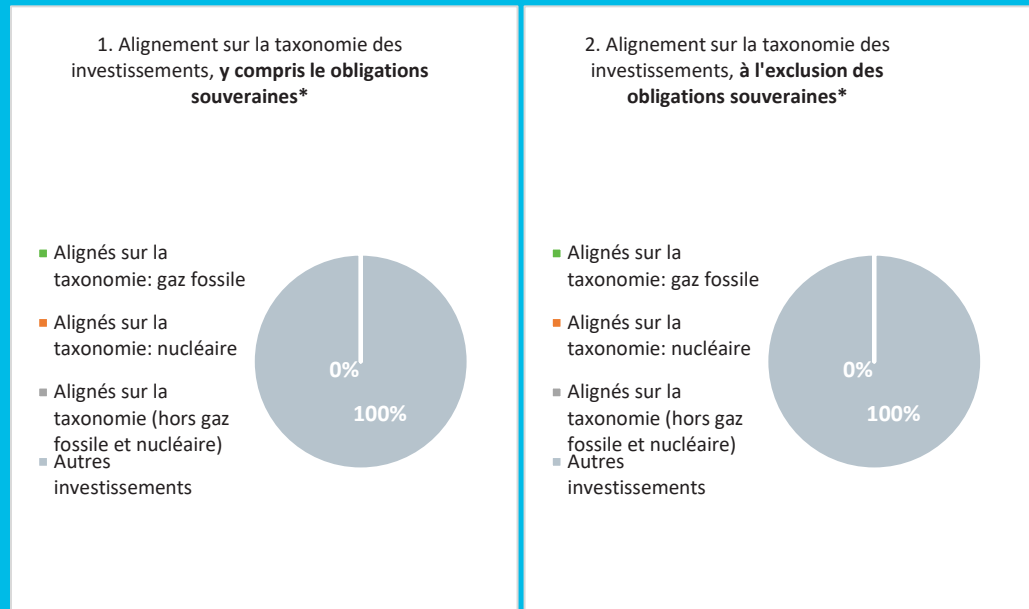 1. Alignement sur la taxonomie des
investissements, y compris le obligations
souveraines*
Alignés sur la
taxonomie: gaz fossile
Alignés sur la
taxonomie: nucléaire
Alignés sur la
taxonomie (hors gaz
fossile et nucléaire)
Autres
investissements
0%
100%
2. Alignement sur la taxonomie des
investissements, à l'exclusion des
obligations souveraines*
Alignés sur la
taxonomie: gaz fossile
Alignés sur la
taxonomie: nucléaire
Alignés sur la
taxonomie (hors gaz
fossile et nucléaire)
Autres
investissements
0%
100%